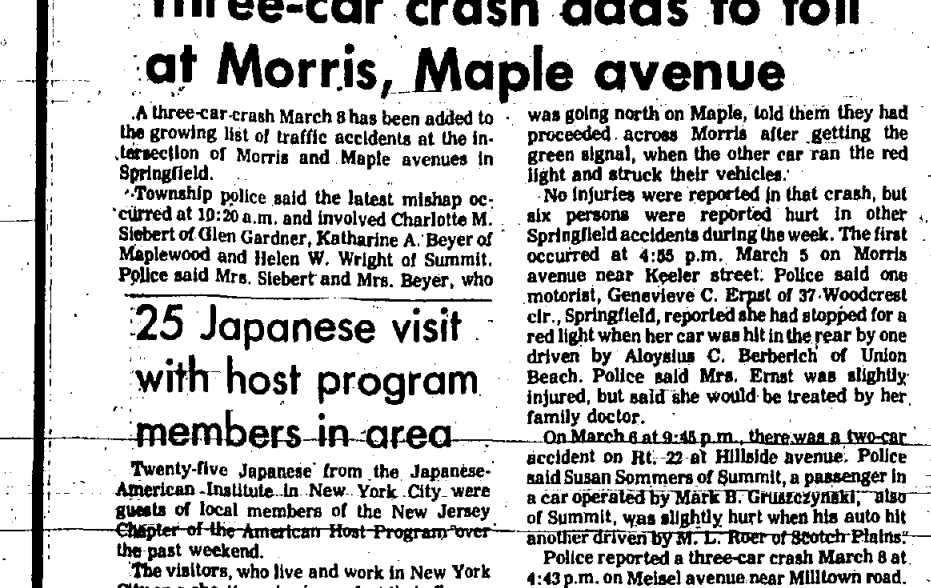 three-car crash adds to toll
at Morris, Maple avenue
A three-car crash March 8 has been added to
the growing list of traffic accidents at the in-
tersection of Morris and Maple avenues in
Springfield.
Township police said the latest mishap oc-
curred at 10:20 a.m. and involved Charlotte M.
Siebert of Glen Gardner, Katharine A. Beyer of
Maplewood and Helen W. Wright of Summit.
Police said Mrs. Siebert and Mrs. Beyer, who
was going north on Maple, told them they had
proceeded across Morris after getting the
green signal, when the other car ran the red
light and struck their vehicles.
No injuries were reported in that crash, but
six persons were reported hurt in other
Springfield accidents during the week. The first
occurred at 4:55 p.m. March 5 on Morris
avenue near Keeler street. Police said one
motorist, Genevieve C. Ernst of 37 Woodcrest
cir., Springfield, reported she had stopped for a
red light when her car was hit in the rear by one
driven by Aloysius C. Berberich of Union
Beach. Police said Mrs. Ernst was slightly
injured, but said she would be treated by her
family doctor.
On March 6 at 9:45 p.m., there was a two-car
accident on Rt. 22 at Hillside avenue. Police
said Susan Sommers of Summit, a passenger in
a car operated by Mark B. Gruszczynski, also
of Summit, was slightly hurt when his auto hit
another driven by M. L. Roer of Scotch Plains.
Police reported a three-car crash March 8 at
4:43 p.m. on Meisel avenue near Milltown road.
25 Japanese visit
with host program
members in area
Twenty-five Japanese from the Japanese-
American Institute in New York City were
guests of local members of the New Jersey
Chapter of the American Host Program over
the past weekend.
The visitors, who live and work in New York